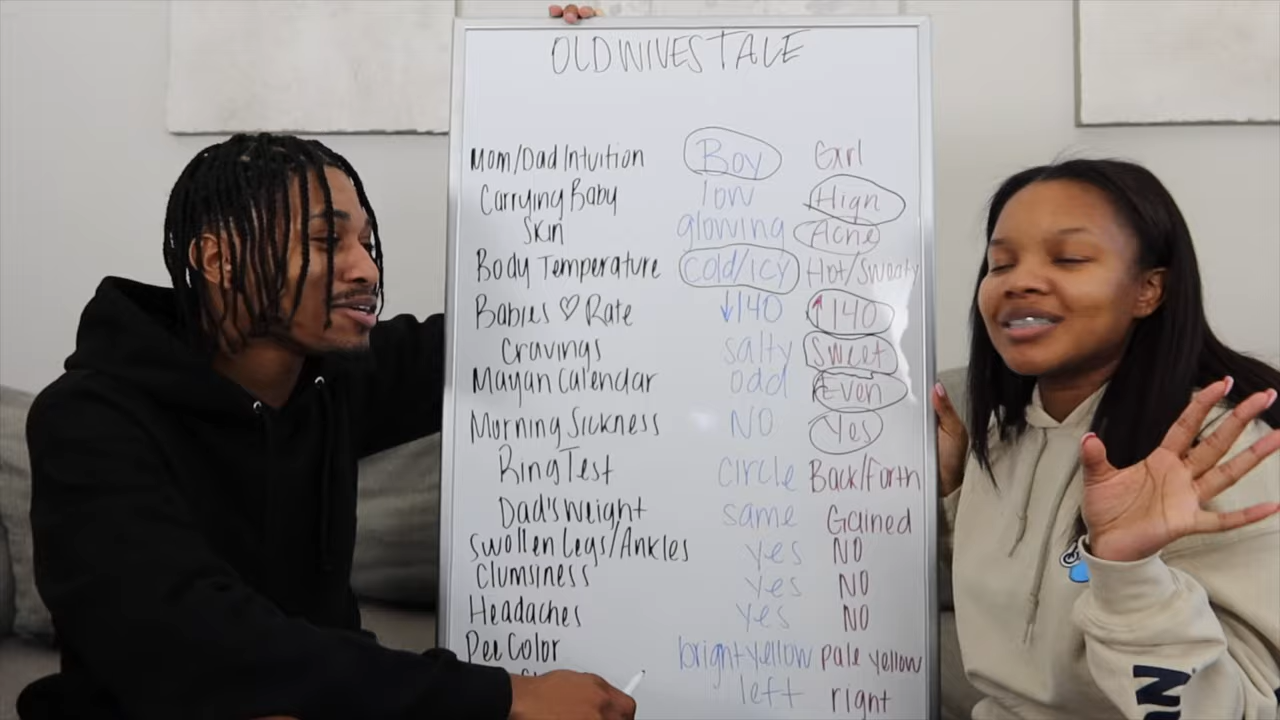 OLD WIVES TALE
Mom/Dad Intuition Boy Girl
Carrying Baby low High
Skin glowing Acne
Body Temperature Cold/icy Hot/Sweaty
Babies ♡ Rate ↓140 ↑140
Cravings salty Sweet
Mayan Calendar odd Even
Morning Sickness NO Yes
Ring Test circle Back/Forth
Dad's weight same Gained
Swollen Legs/Ankles yes NO
Clumsiness yes NO
Headaches yes NO
Pee Color bright yellow pale yellow
left right